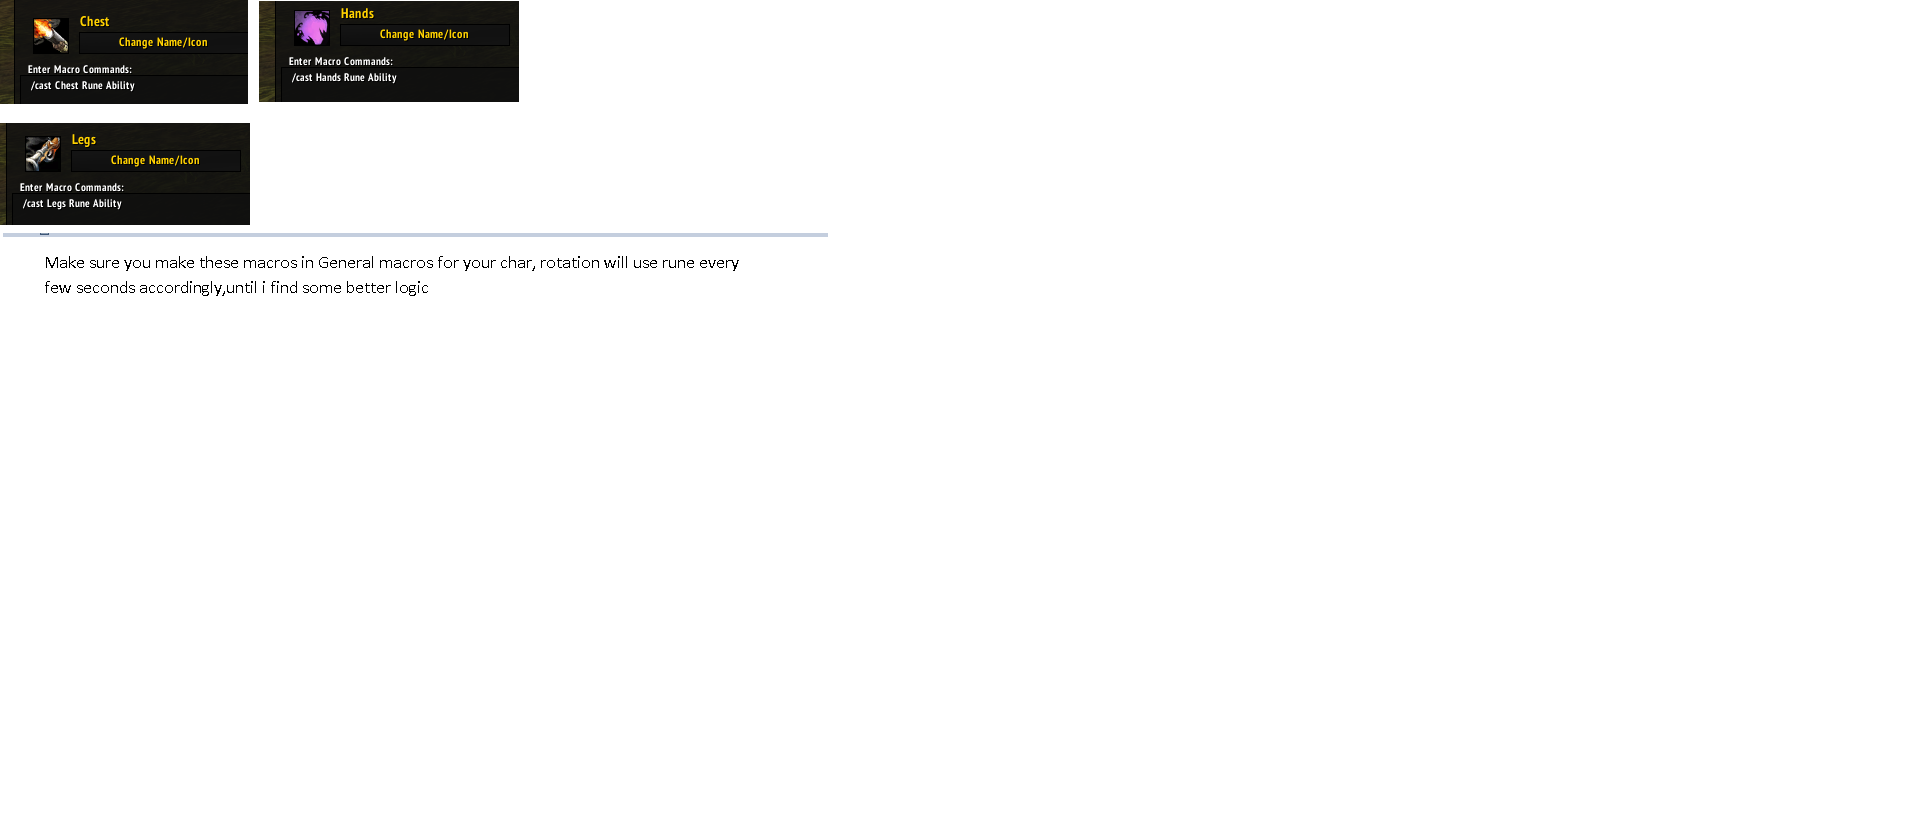 Chest
Change Name/Icon
Enter Macro Commands:
/cast Chest Rune Ability
Hands
Change Name/Icon
Enter Macro Commands:
/cast Hands Rune Ability
Legs
Change Name/Icon
Enter Macro Commands:
/cast Legs Rune Ability
Make sure you make these macros in General macros for your char, rotation will use rune every
few seconds accordingly,until i find some better logic